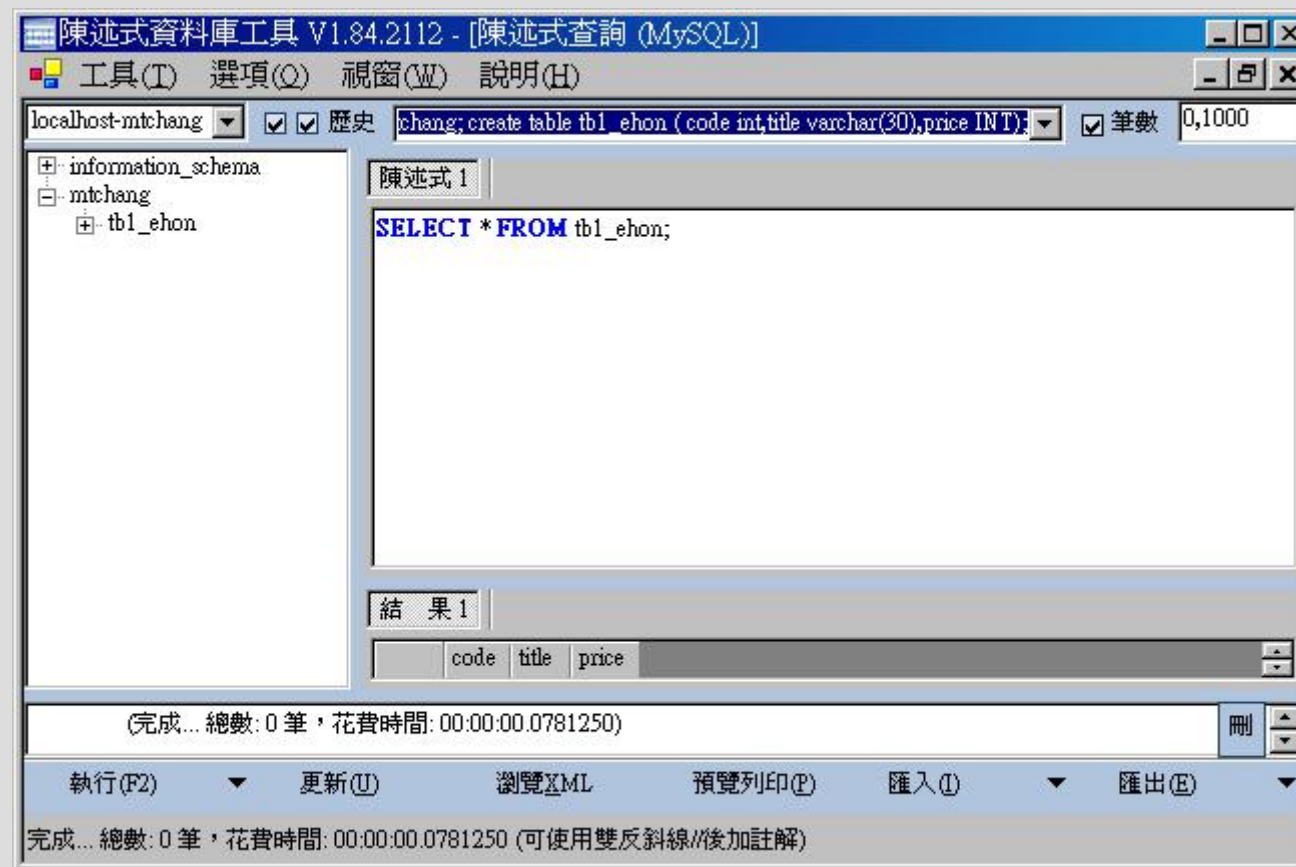 陳述式資料庫工具 V1.84.2112 - [陳述式查詢 (MySQL)]
工具(T) 選項(O) 視窗(W) 說明(H)
localhost-mtchang 歷史 chang; create table tb1_ehon ( code int,title varchar(30),price INT); 筆數 0,1000
information_schema
mtchang
tb1_ehon
陳述式 1
SELECT * FROM tb1_ehon;
結 果 1
code title price
(完成... 總數: 0 筆，花費時間: 00:00:00.0781250)
刪
執行(F2) 更新(U) 瀏覽XML 預覽列印(P) 匯入(I) 匯出(E)
完成... 總數: 0 筆，花費時間: 00:00:00.0781250 (可使用雙反斜線//後加註解)